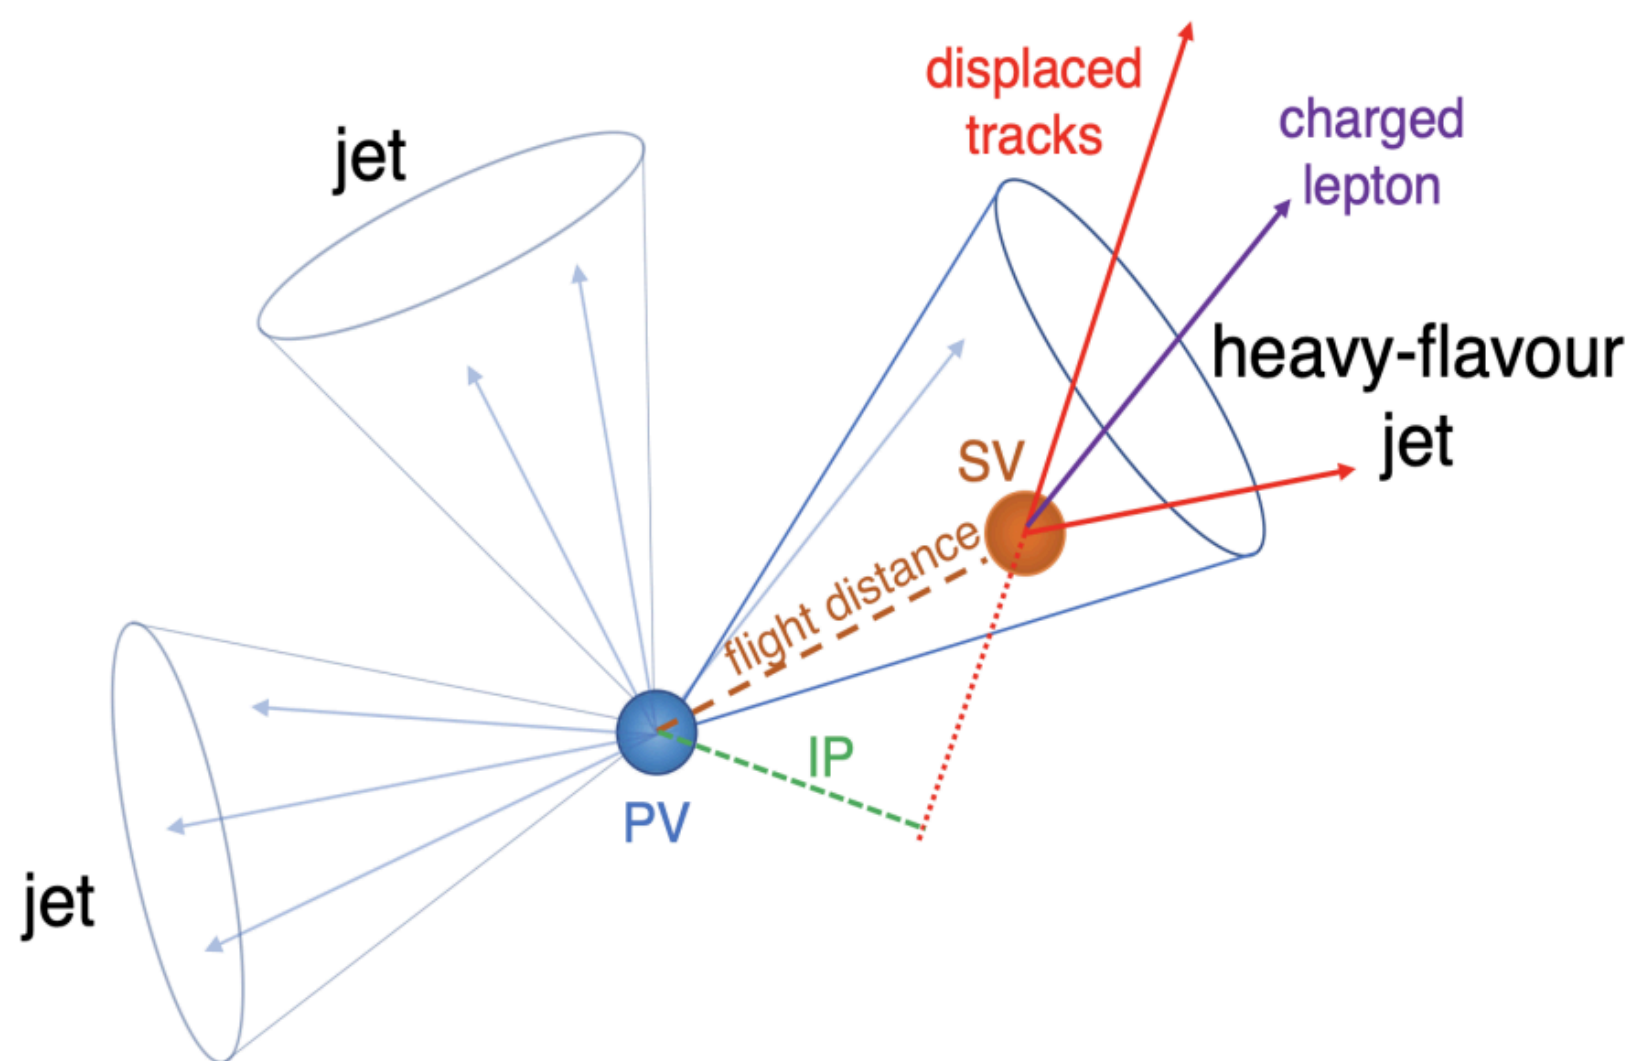 displaced
tracks
charged
lepton
jet
heavy-flavour
jet
SV
flight distance
IP
PV
jet